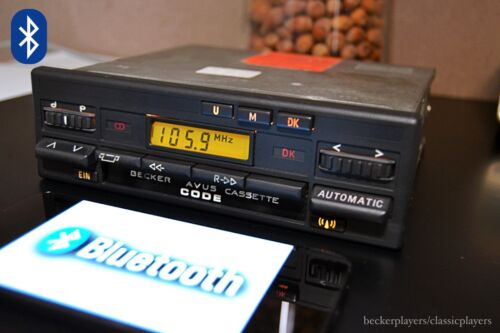 U M DK
d P
105.9 MHz
< >
DK
EIN
BECKER AVUS CASSETTE
R
CODE
AUTOMATIC
Bluetooth
beckerplayers/classicplayers